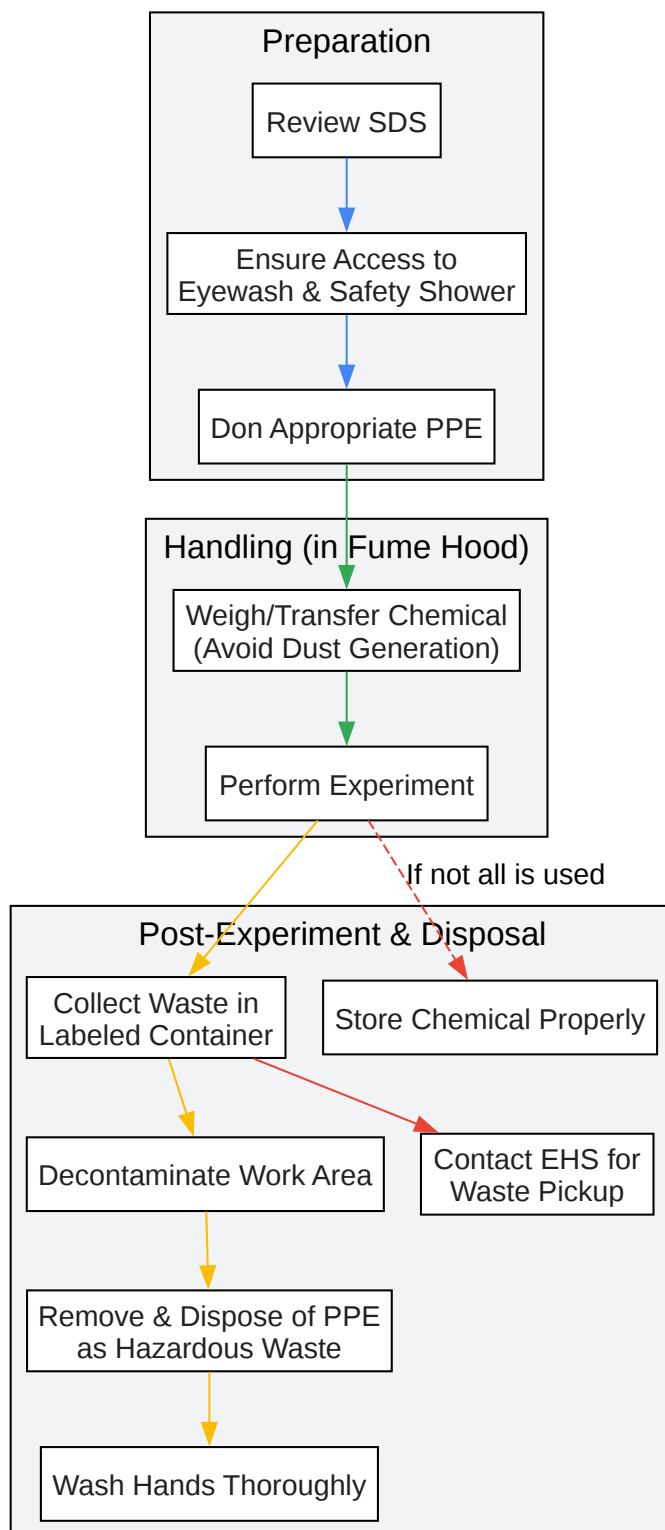 Preparation
Review SDS
Ensure Access to
Eyewash & Safety Shower
Don Appropriate PPE
Handling (in Fume Hood)
Weigh/Transfer Chemical
(Avoid Dust Generation)
Perform Experiment
If not all is used
Post-Experiment & Disposal
Collect Waste in
Labeled Container
Store Chemical Properly
Decontaminate Work Area
Contact EHS for
Waste Pickup
Remove & Dispose of PPE
as Hazardous Waste
Wash Hands Thoroughly